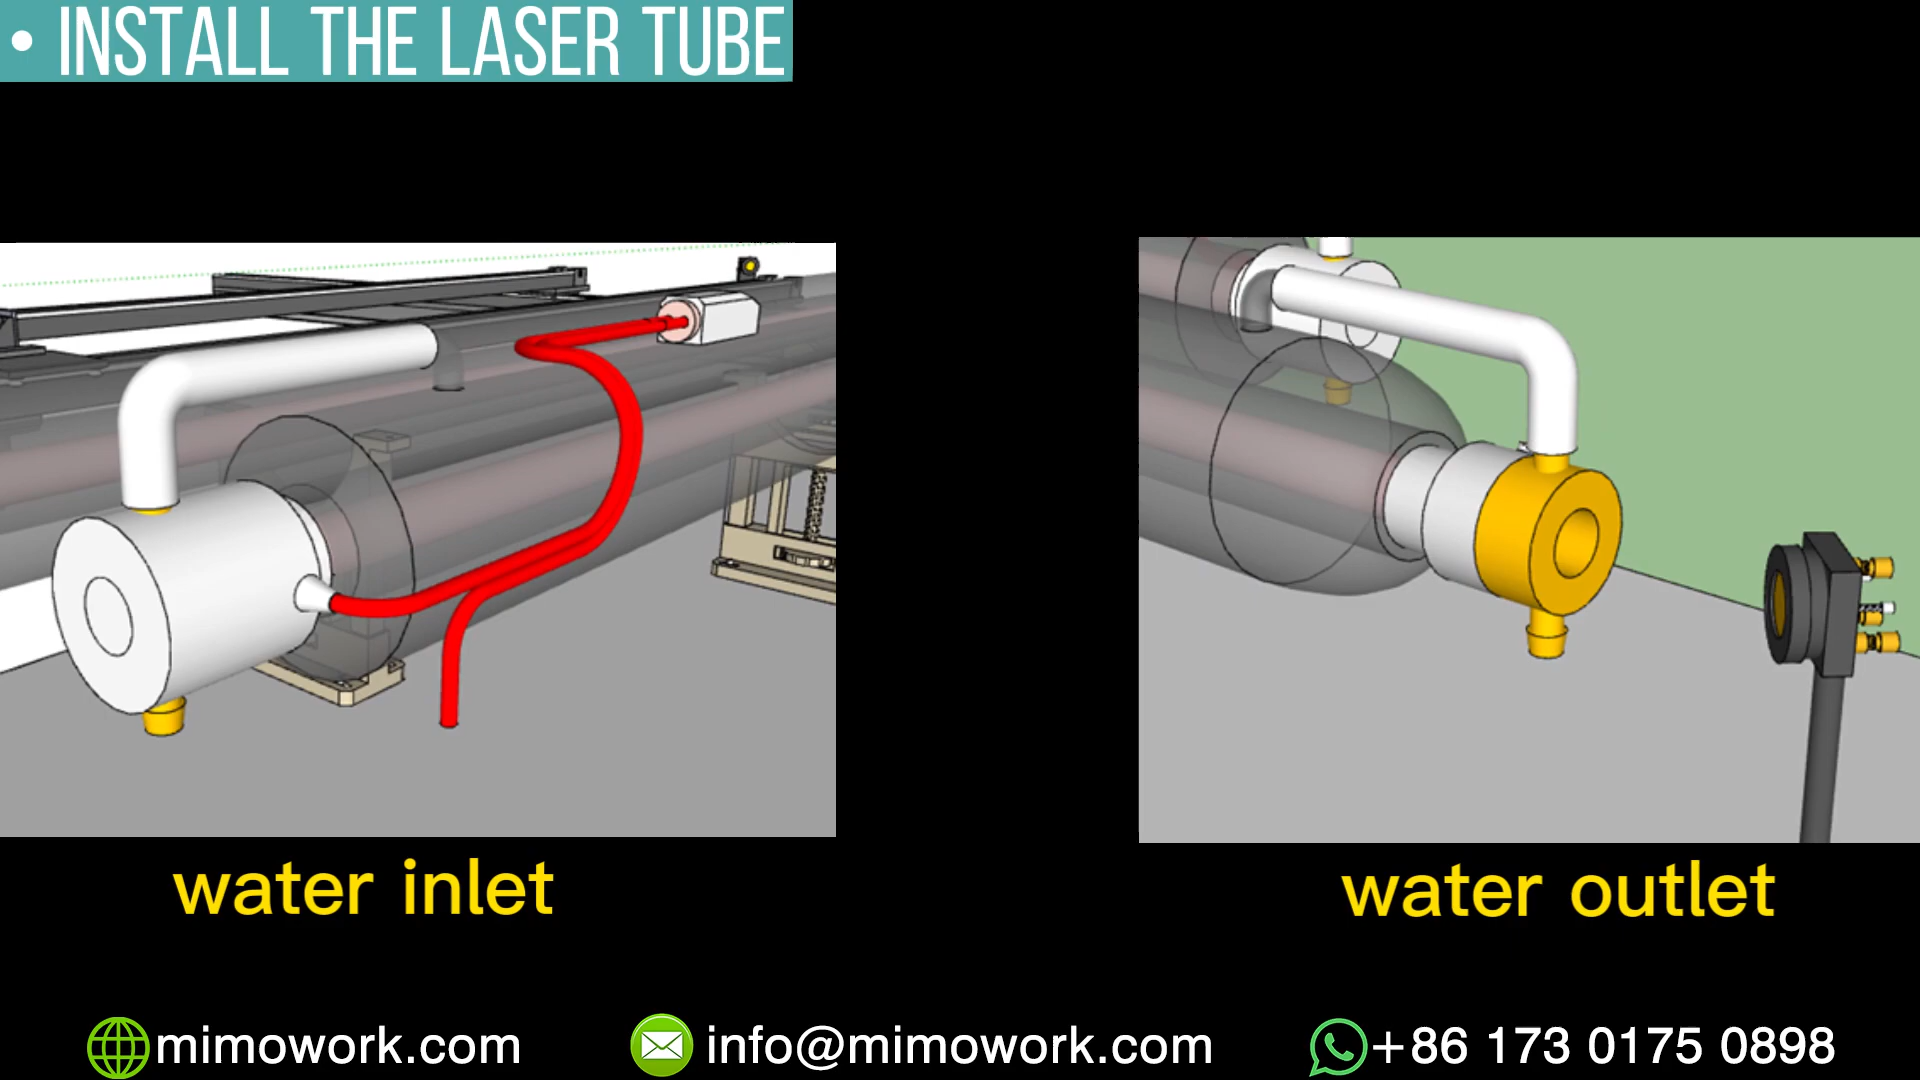 • INSTALL THE LASER TUBE
water inlet
water outlet
mimowork.com
info@mimowork.com
+86 173 0175 0898